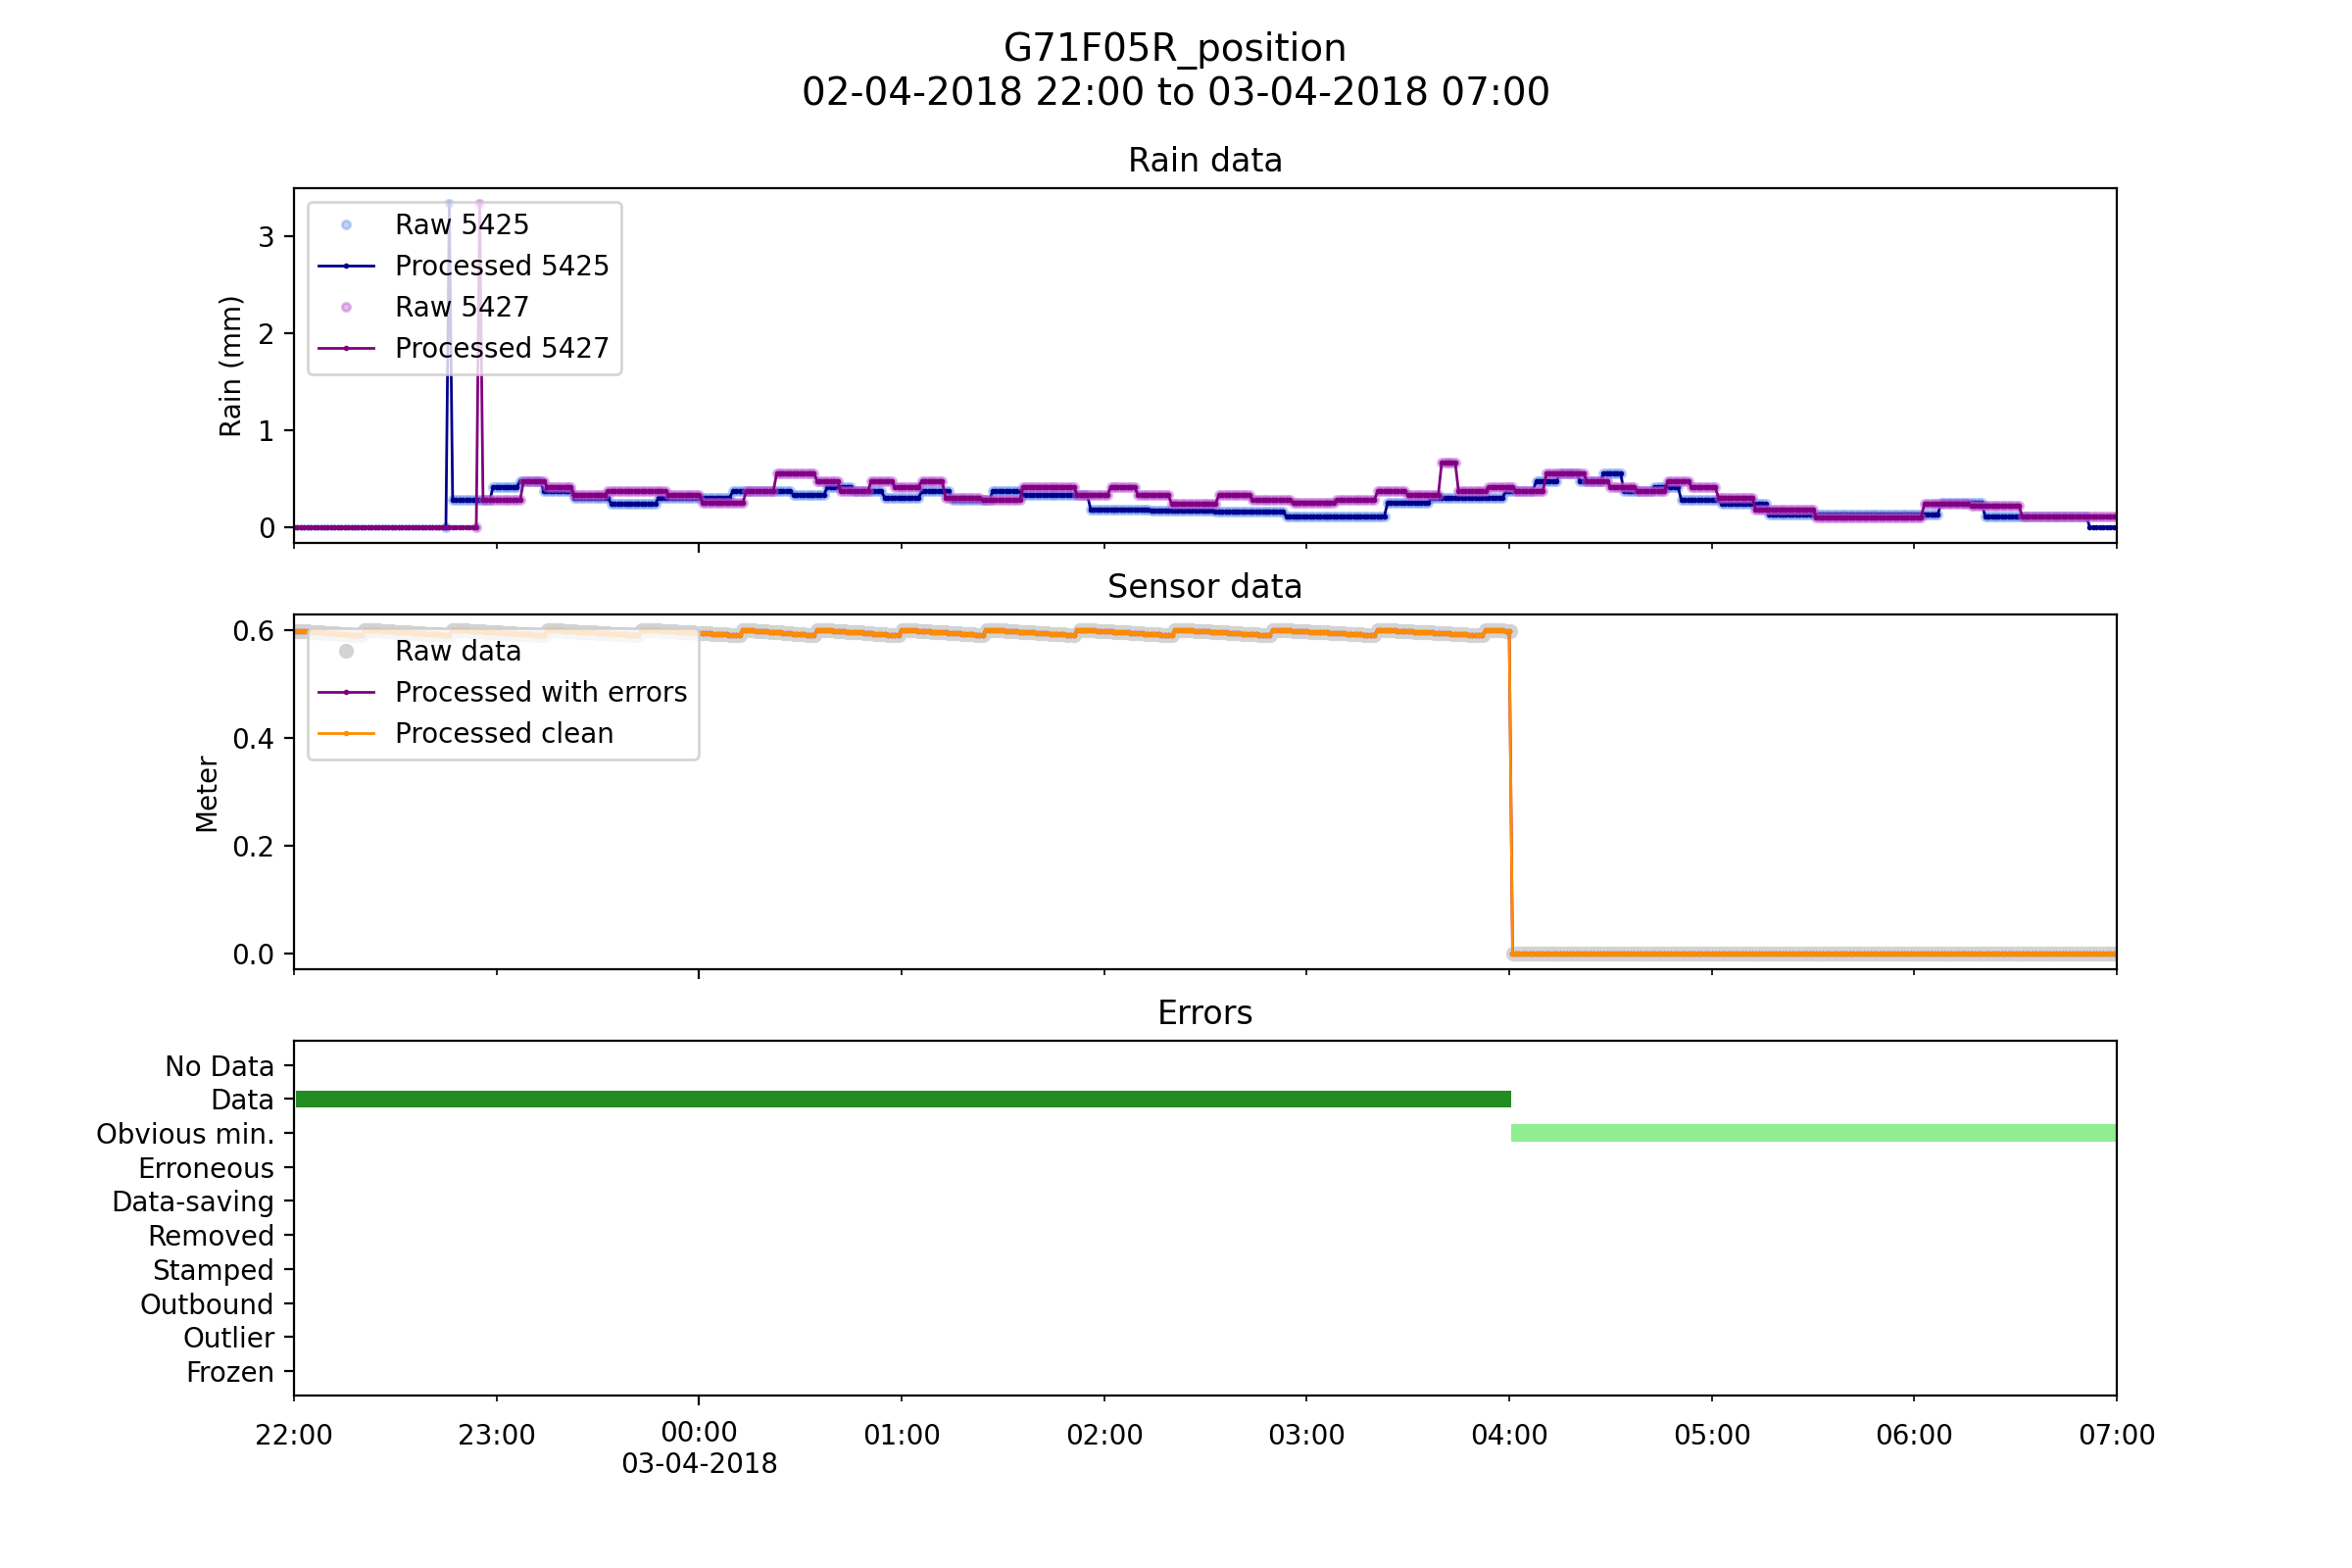 G71F05R_position
02-04-2018 22:00 to 03-04-2018 07:00
Rain data
Rain (mm)
3
2
1
0
Raw 5425
Processed 5425
Raw 5427
Processed 5427
Sensor data
Meter
0.6
0.4
0.2
0.0
Raw data
Processed with errors
Processed clean
Errors
No Data
Data
Obvious min.
Erroneous
Data-saving
Removed
Stamped
Outbound
Outlier
Frozen
22:00 23:00 00:00 01:00 02:00 03:00 04:00 05:00 06:00 07:00
03-04-2018